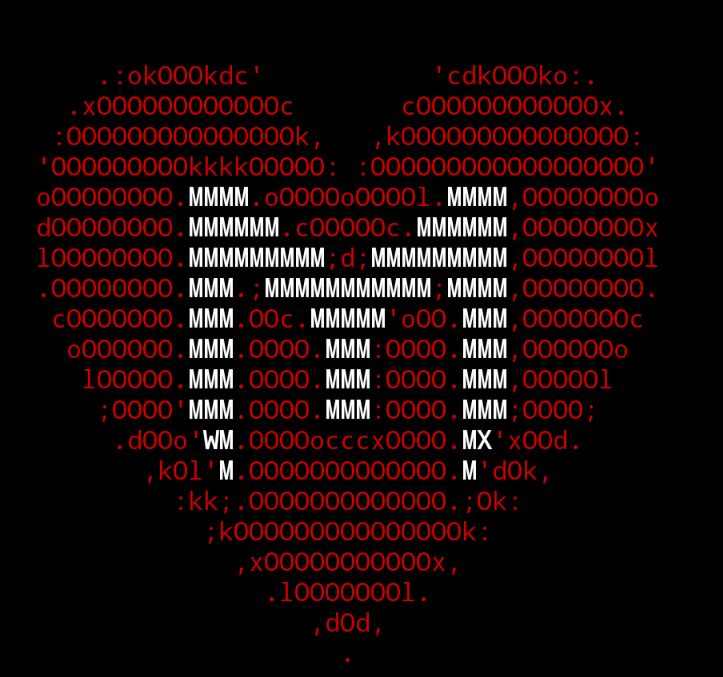 .:okOOOkdc'           'cdkOOOko:.
.xOOOOOOOOOOOOc       cOOOOOOOOOOOOx.
:OOOOOOOOOOOOOOOk,   ,kOOOOOOOOOOOOOOO:
'OOOOOOOOOkkkkOOOOO: :OOOOOOOOOOOOOOOOOO'
oOOOOOOOO.MMMM.oOOOOoOOOOl.MMMM,OOOOOOOOo
dOOOOOOOO.MMMMMM.cOOOOOc.MMMMMM,OOOOOOOOx
lOOOOOOOO.MMMMMMMMM;d;MMMMMMMMM,OOOOOOOOl
.OOOOOOOO.MMM.;MMMMMMMMMMM;MMMM,OOOOOOOO.
cOOOOOOO.MMM.OOc.MMMMM'oOO.MMM,OOOOOOOc
oOOOOOO.MMM.OOOO.MMM:OOOO.MMM,OOOOOOo
lOOOOO.MMM.OOOO.MMM:OOOO.MMM,OOOOOl
;OOOO'MMM.OOOO.MMM:OOOO.MMM;OOOO;
.dOOo'WM.OOOOocccxOOOO.MX'xOOd.
,kOl'M.OOOOOOOOOOOOO.M'dOk,
:kk;.OOOOOOOOOOOOO.;Ok:
;kOOOOOOOOOOOOOOOk:
,xOOOOOOOOOOOx,
.lOOOOOOOl.
,dOd,
.